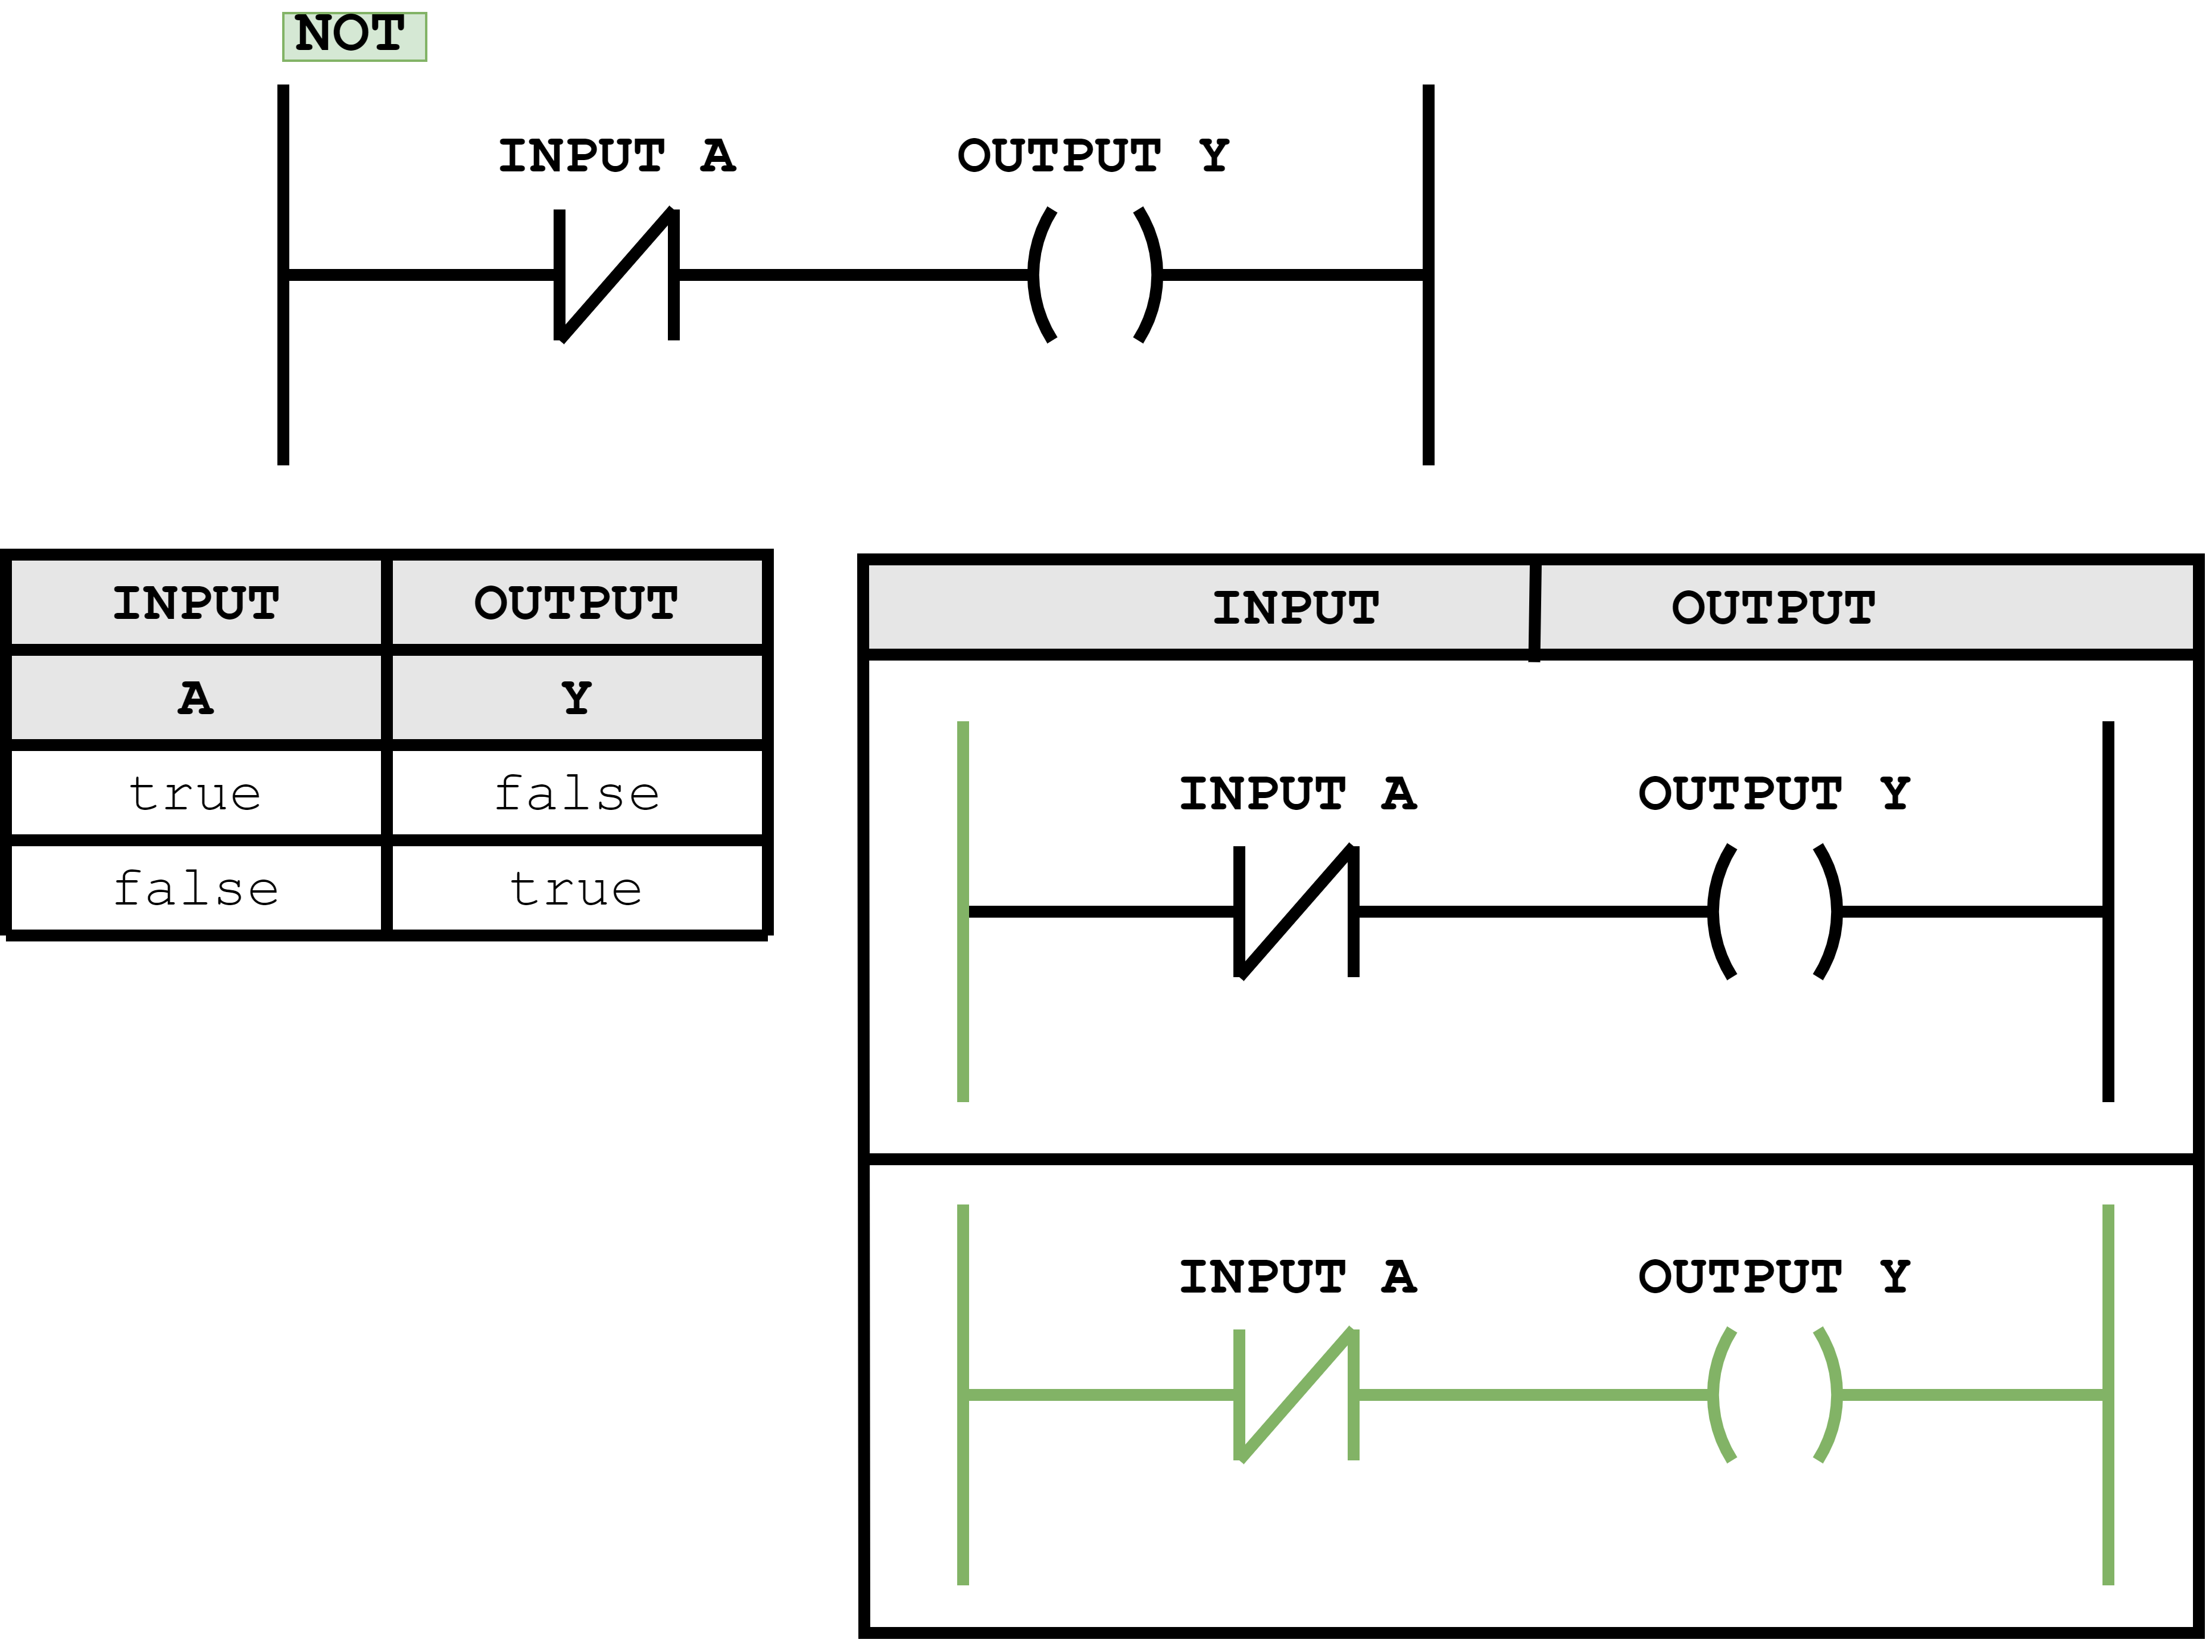 NOT
INPUT A OUTPUT Y
INPUT OUTPUT
A Y
true false
false true
INPUT OUTPUT
INPUT A OUTPUT Y
INPUT A OUTPUT Y